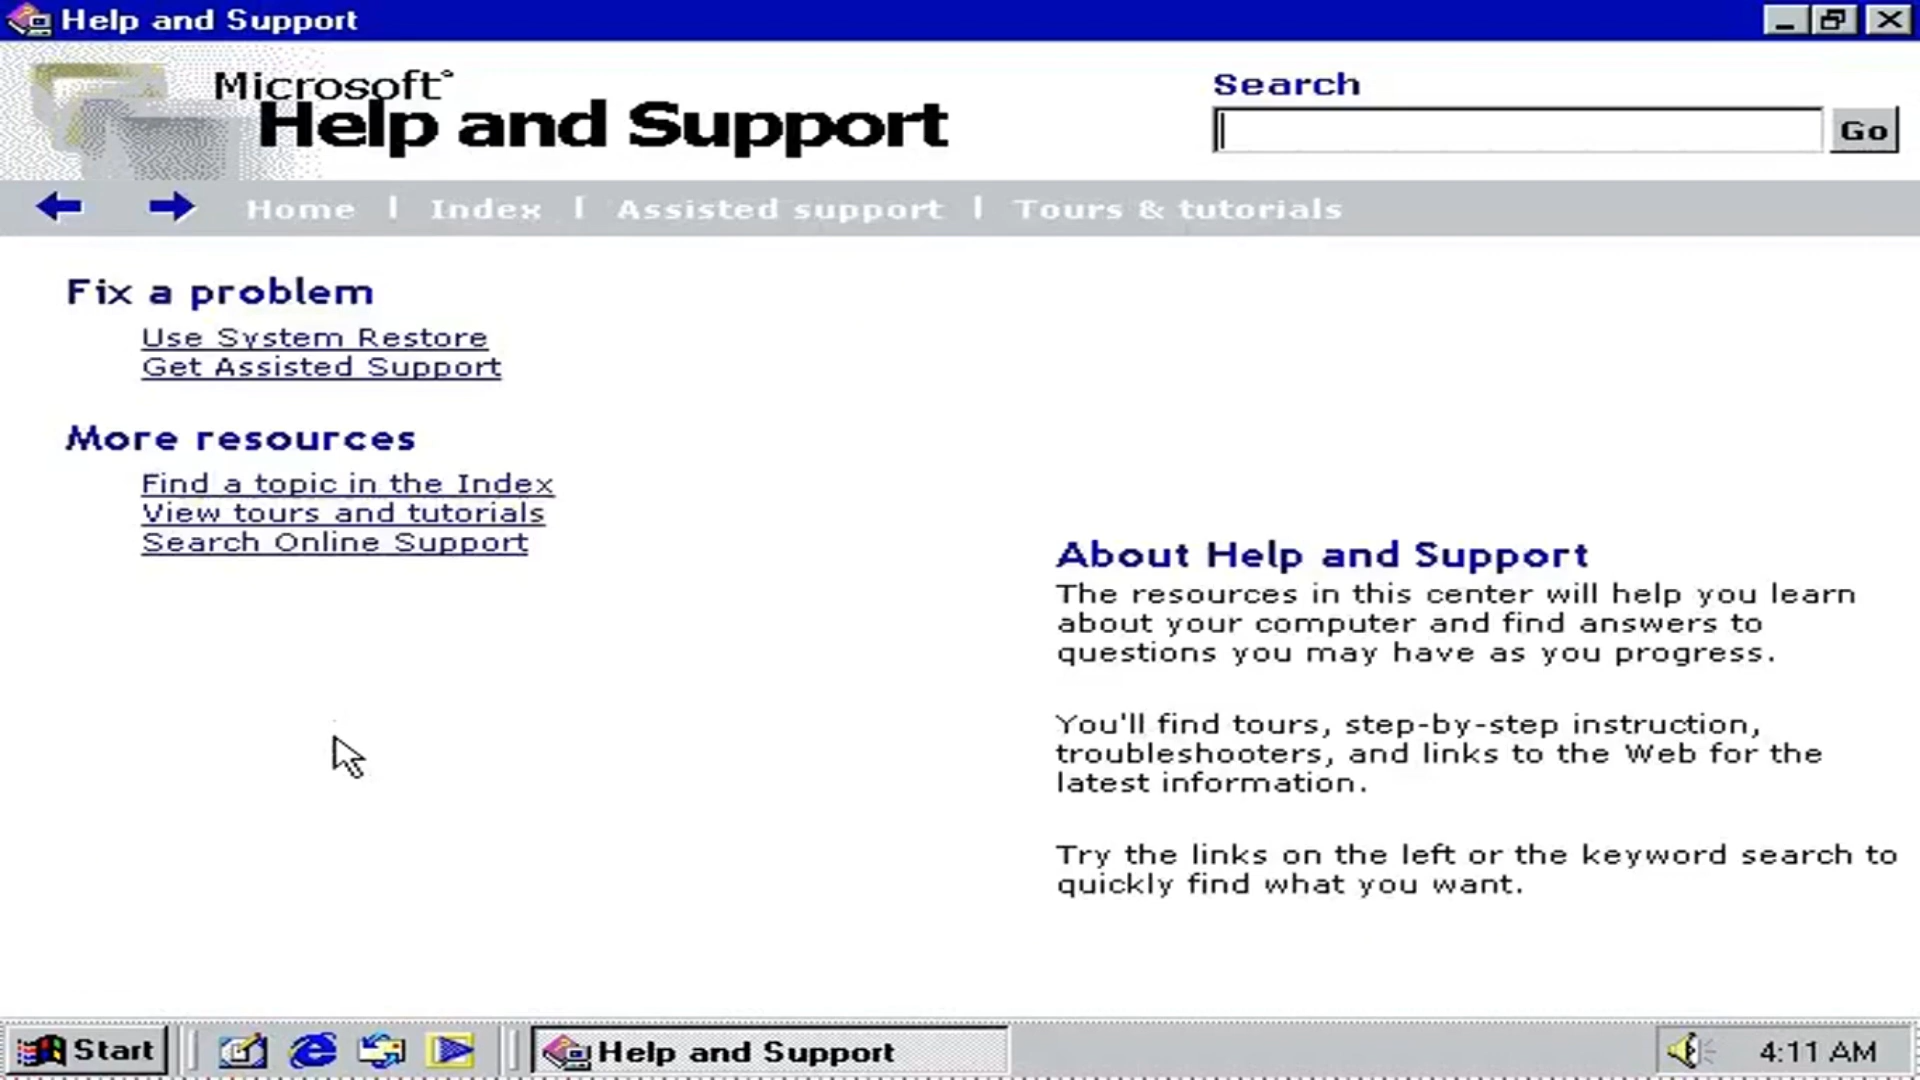 Help and Support
Microsoft®
Help and Support
Search
Go
Home | Index | Assisted support | Tours & tutorials
Fix a problem
Use System Restore
Get Assisted Support
More resources
Find a topic in the Index
View tours and tutorials
Search Online Support
About Help and Support
The resources in this center will help you learn
about your computer and find answers to
questions you may have as you progress.
You'll find tours, step-by-step instruction,
troubleshooters, and links to the Web for the
latest information.
Try the links on the left or the keyword search to
quickly find what you want.
Start
Help and Support
4:11 AM